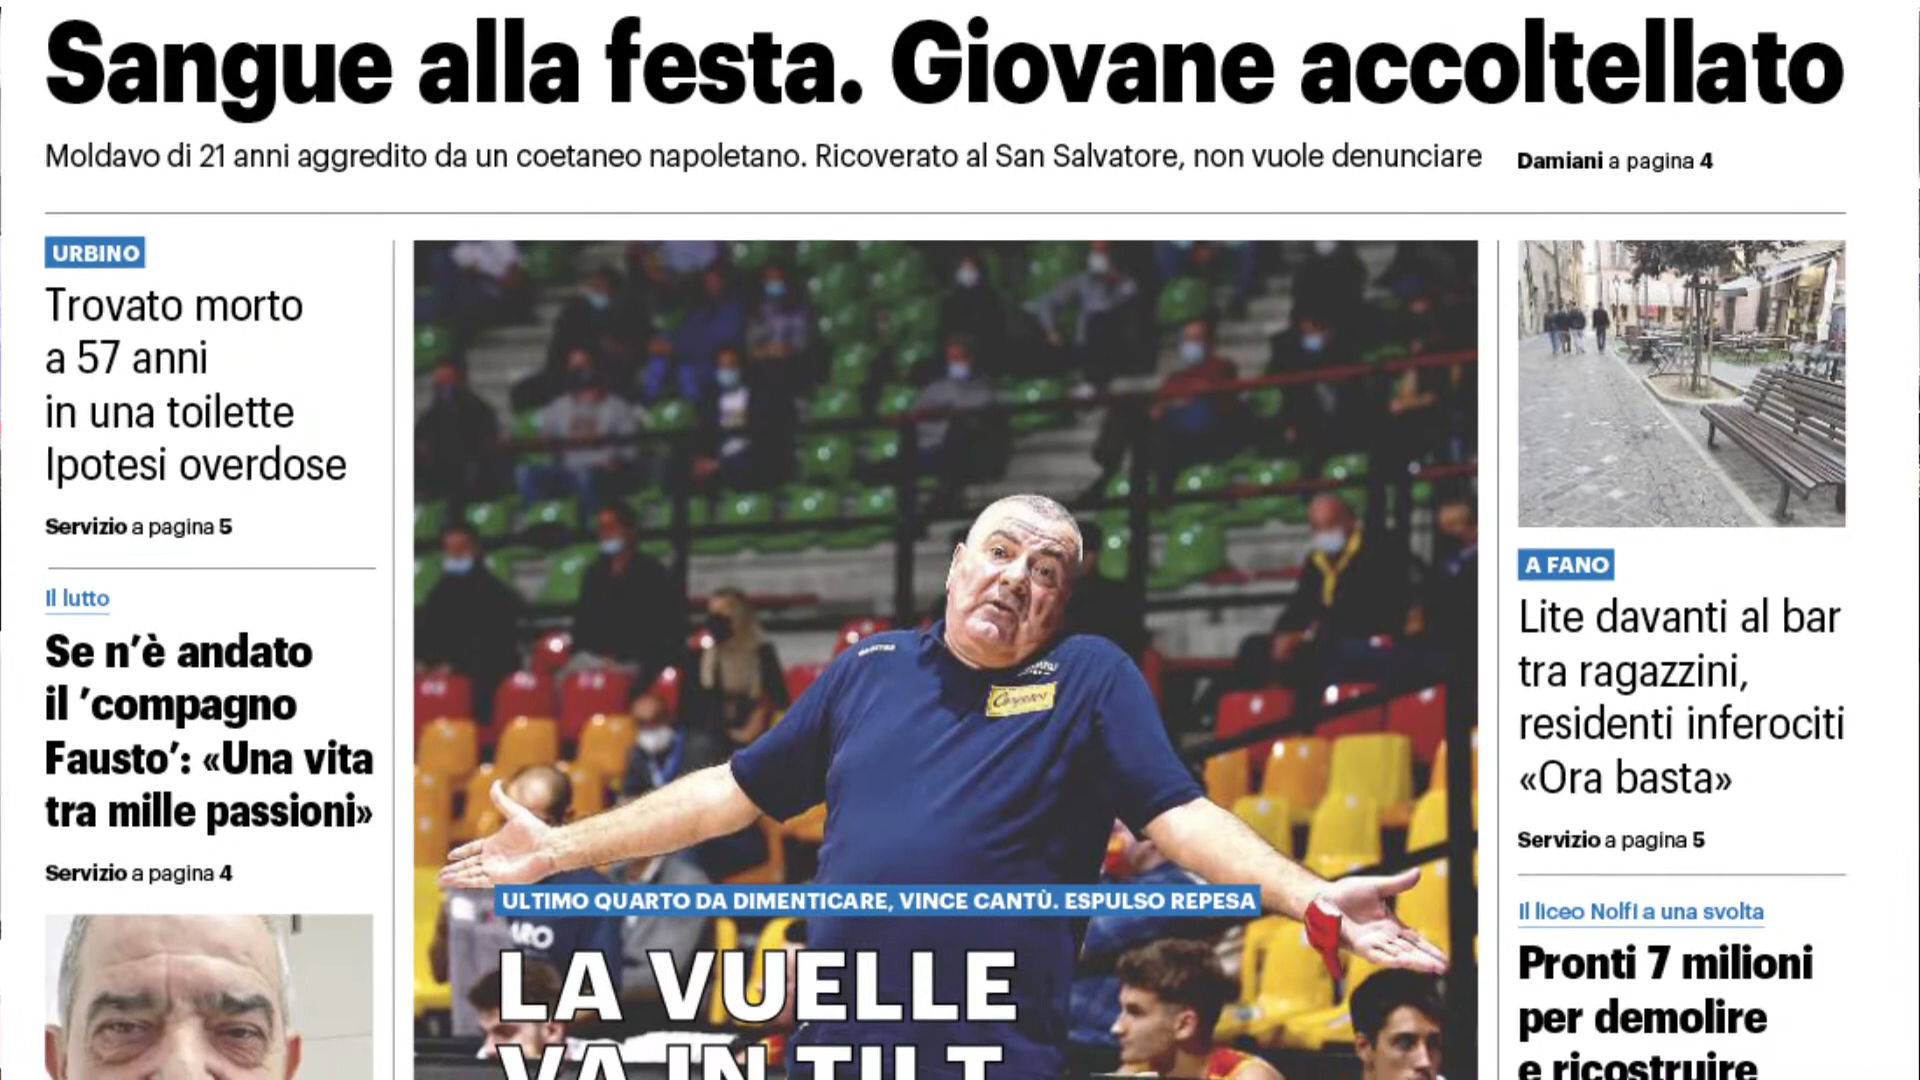 Sangue alla festa. Giovane accoltellato
Moldavo di 21 anni aggredito da un coetaneo napoletano. Ricoverato al San Salvatore, non vuole denunciare
Damiani a pagina 4
URBINO
Trovato morto
a 57 anni
in una toilette
Ipotesi overdose
Servizio a pagina 5
Il lutto
Se n’è andato
il ’compagno
Fausto’: «Una vita
tra mille passioni»
Servizio a pagina 4
ULTIMO QUARTO DA DIMENTICARE, VINCE CANTÙ. ESPULSO REPESA
LA VUELLE
VA IN TILT
A FANO
Lite davanti al bar
tra ragazzini,
residenti inferociti
«Ora basta»
Servizio a pagina 5
Il liceo Nolfi a una svolta
Pronti 7 milioni
per demolire
e ricostruire